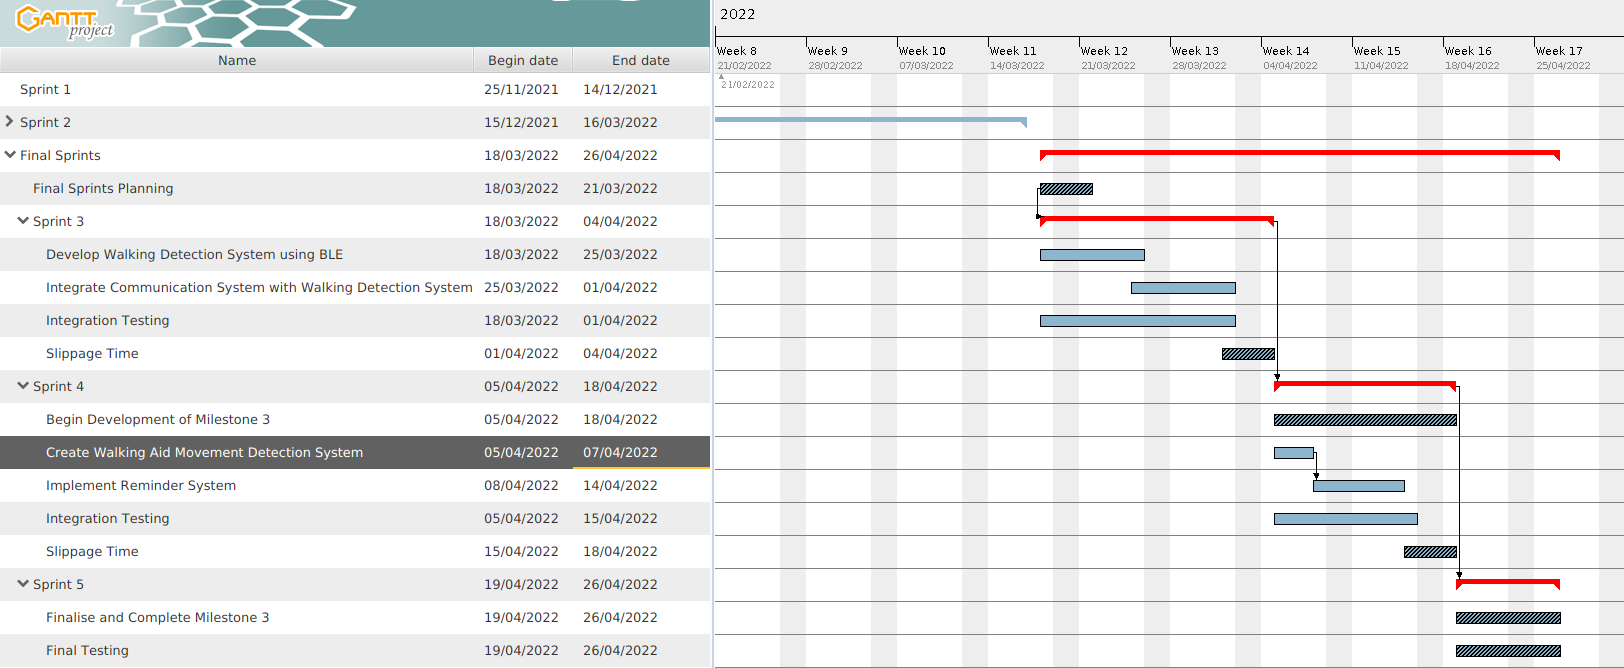 GANTT
project
2022
Week 8 Week 9 Week 10 Week 11 Week 12 Week 13 Week 14 Week 15 Week 16 Week 17
21/02/2022 28/02/2022 07/03/2022 14/03/2022 21/03/2022 28/03/2022 04/04/2022 11/04/2022 18/04/2022 25/04/2022
21/02/2022
Name Begin date End date
Sprint 1 25/11/2021 14/12/2021
Sprint 2 15/12/2021 16/03/2022
Final Sprints 18/03/2022 26/04/2022
Final Sprints Planning 18/03/2022 21/03/2022
Sprint 3 18/03/2022 04/04/2022
Develop Walking Detection System using BLE 18/03/2022 25/03/2022
Integrate Communication System with Walking Detection System 25/03/2022 01/04/2022
Integration Testing 18/03/2022 01/04/2022
Slippage Time 01/04/2022 04/04/2022
Sprint 4 05/04/2022 18/04/2022
Begin Development of Milestone 3 05/04/2022 18/04/2022
Create Walking Aid Movement Detection System 05/04/2022 07/04/2022
Implement Reminder System 08/04/2022 14/04/2022
Integration Testing 05/04/2022 15/04/2022
Slippage Time 15/04/2022 18/04/2022
Sprint 5 19/04/2022 26/04/2022
Finalise and Complete Milestone 3 19/04/2022 26/04/2022
Final Testing 19/04/2022 26/04/2022